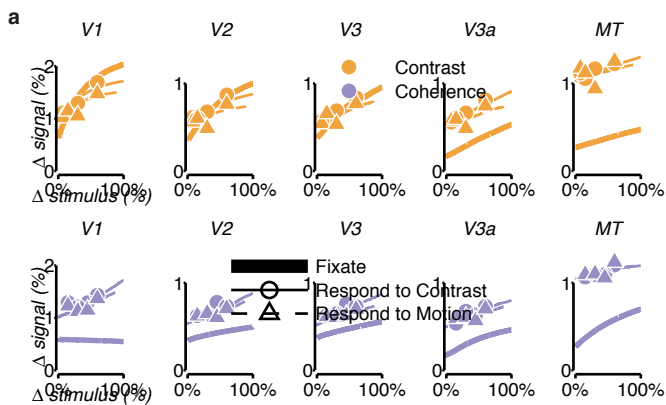 a
V1 V2 V3 V3a MT
Contrast
Coherence
Δ signal (%)
2 1 0
1 0
1 0
1 0
1 0
0% 100% 0% 100% 0% 100% 0% 100% 0% 100%
Δ stimulus (%)
V1 V2 V3 V3a MT
Fixate
Respond to Contrast
Respond to Motion
Δ signal (%)
2 1 0
1 0
1 0
1 0
1 0
0% 100% 0% 100% 0% 100% 0% 100% 0% 100%
Δ stimulus (%)